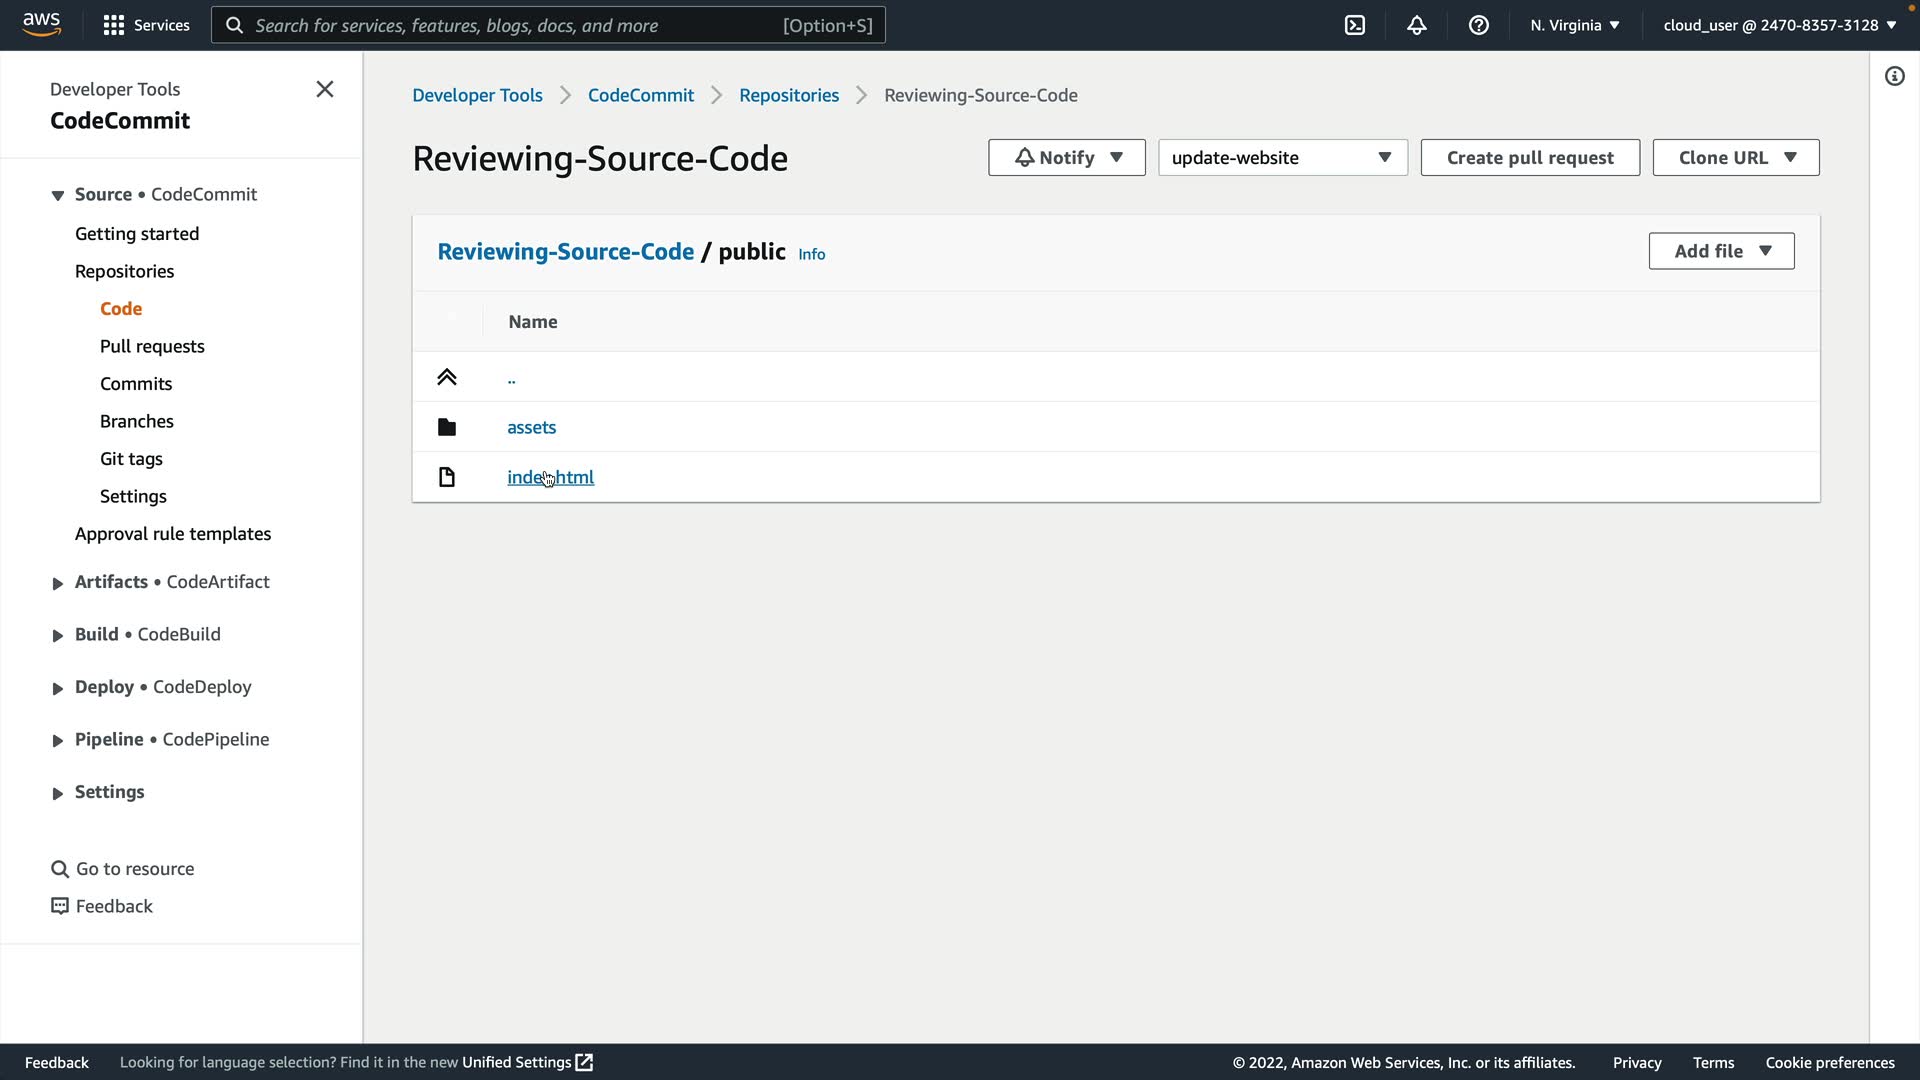 aws
Services
Search for services, features, blogs, docs, and more [Option+S]
N. Virginia
cloud_user @ 2470-8357-3128
Developer Tools
CodeCommit
Source • CodeCommit
Getting started
Repositories
Code
Pull requests
Commits
Branches
Git tags
Settings
Approval rule templates
Artifacts • CodeArtifact
Build • CodeBuild
Deploy • CodeDeploy
Pipeline • CodePipeline
Settings
Go to resource
Feedback
Developer Tools
CodeCommit
Repositories
Reviewing-Source-Code
Reviewing-Source-Code
Notify
update-website
Create pull request
Clone URL
Reviewing-Source-Code / public Info
Add file
Name
..
assets
index.html
Feedback
Looking for language selection? Find it in the new Unified Settings
© 2022, Amazon Web Services, Inc. or its affiliates.
Privacy
Terms
Cookie preferences